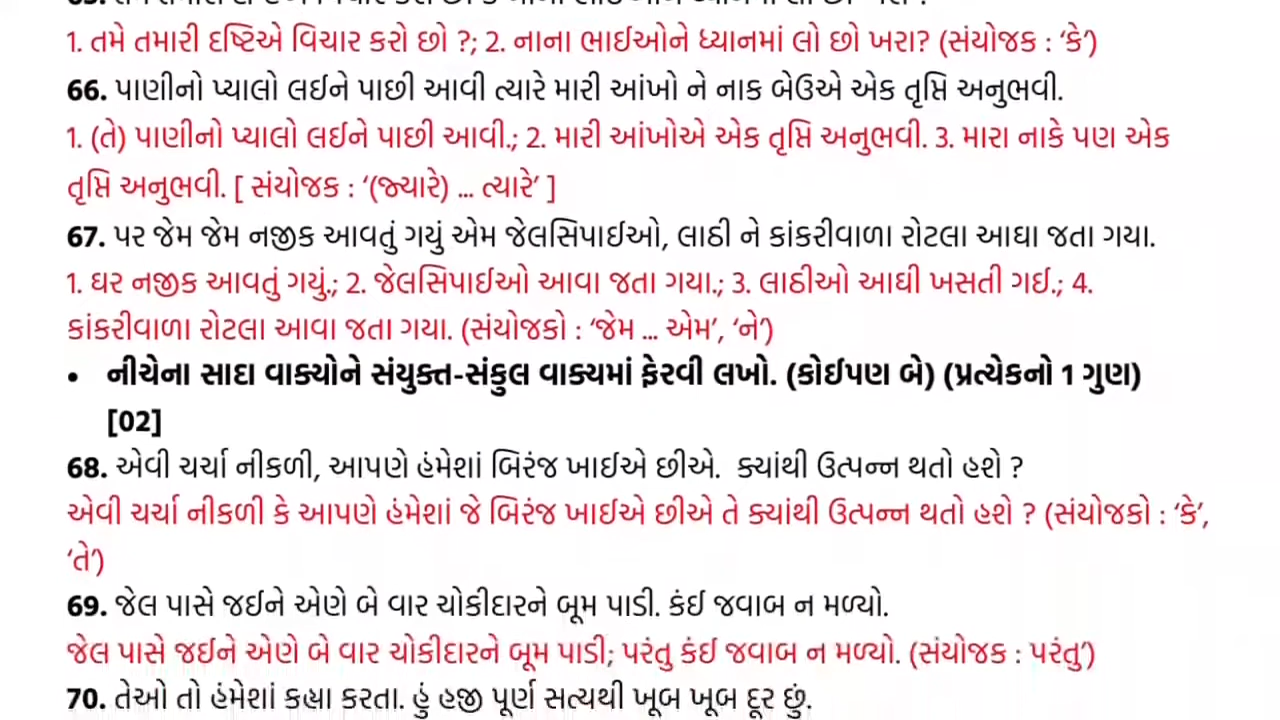 1. તમે તમારી દષ્ટિએ વિચાર કરો છો ?; 2. નાના ભાઈઓને ધ્યાનમાં લો છો ખરા? (સંયોજક : ‘કે’)
66. પાણીનો પ્યાલો લઈને પાછી આવી ત્યારે મારી આંખો ને નાક બેઉએ એક તૃપ્તિ અનુભવી.
1. (તે) પાણીનો પ્યાલો લઈને પાછી આવી.; 2. મારી આંખોએ એક તૃપ્તિ અનુભવી. 3. મારા નાકે પણ એક
તૃપ્તિ અનુભવી. [ સંયોજક : ‘(જ્યારે) ... ત્યારે’ ]
67. પર જેમ જેમ નજીક આવતું ગયું એમ જેલસિપાઈઓ, લાઠી ને કાંકરીવાળા રોટલા આઘા જતા ગયા.
1. ઘર નજીક આવતું ગયું.; 2. જેલસિપાઈઓ આવા જતા ગયા.; 3. લાઠીઓ આઘી ખસતી ગઈ.; 4.
કાંકરીવાળા રોટલા આવા જતા ગયા. (સંયોજકો : ‘જેમ ... એમ’, ‘ને’)
• નીચેના સાદા વાક્યોને સંયુક્ત-સંકુલ વાક્યમાં ફેરવી લખો. (કોઈપણ બે) (પ્રત્યેકનો 1 ગુણ)
[02]
68. એવી ચર્ચા નીકળી, આપણે હંમેશાં બિરંજ ખાઈએ છીએ. ક્યાંથી ઉત્પન્ન થતો હશે ?
એવી ચર્ચા નીકળી કે આપણે હંમેશાં જે બિરંજ ખાઈએ છીએ તે ક્યાંથી ઉત્પન્ન થતો હશે ? (સંયોજકો : ‘કે’,
‘તે’)
69. જેલ પાસે જઈને એણે બે વાર ચોકીદારને બૂમ પાડી. કંઈ જવાબ ન મળ્યો.
જેલ પાસે જઈને એણે બે વાર ચોકીદારને બૂમ પાડી; પરંતુ કંઈ જવાબ ન મળ્યો. (સંયોજક : પરંતુ’)
70. તેઓ તો હંમેશાં કહ્યા કરતા. હું હજી પૂર્ણ સત્યથી ખૂબ ખૂબ દૂર છું.